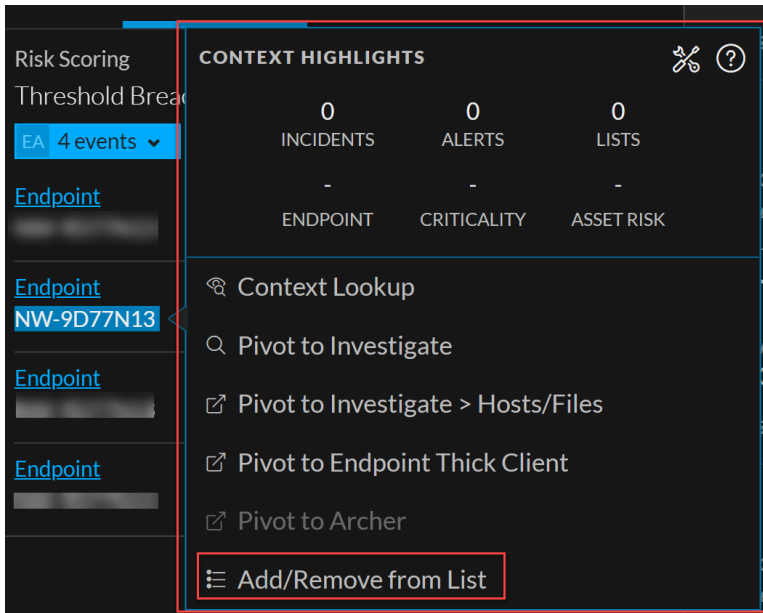 Risk Scoring
Threshold Brea
EA 4 events
Endpoint
Endpoint
NW-9D77N13
Endpoint
Endpoint
CONTEXT HIGHLIGHTS
?
0 0 0
INCIDENTS ALERTS LISTS
- - -
ENDPOINT CRITICALITY ASSET RISK
Context Lookup
Pivot to Investigate
Pivot to Investigate > Hosts/Files
Pivot to Endpoint Thick Client
Pivot to Archer
Add/Remove from List